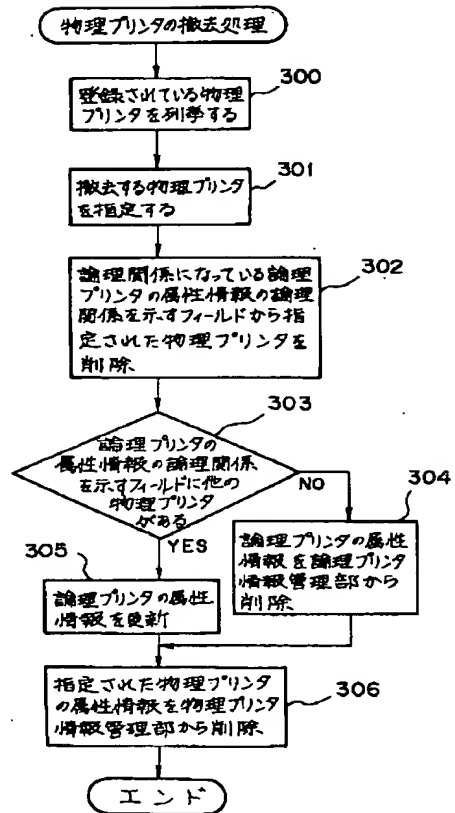 物理プリンタの撤去処理
300
登録されている物理
プリンタを列挙する
301
撤去する物理プリンタ
を指定する
302
論理関係になっている論理
プリンタの属性情報の論理
関係を示すフィールドから指
定された物理プリンタを
削除
303
論理プリンタの
属性情報の論理関係
を示すフィールドに他の
物理プリンタ
がある
NO
304
YES
305
論理プリンタの属性
情報を論理プリンタ
情報管理部から
削除
論理プリンタの属性
情報を更新
306
指定された物理プリンタ
の属性情報を物理プリンタ
情報管理部から削除
エンド